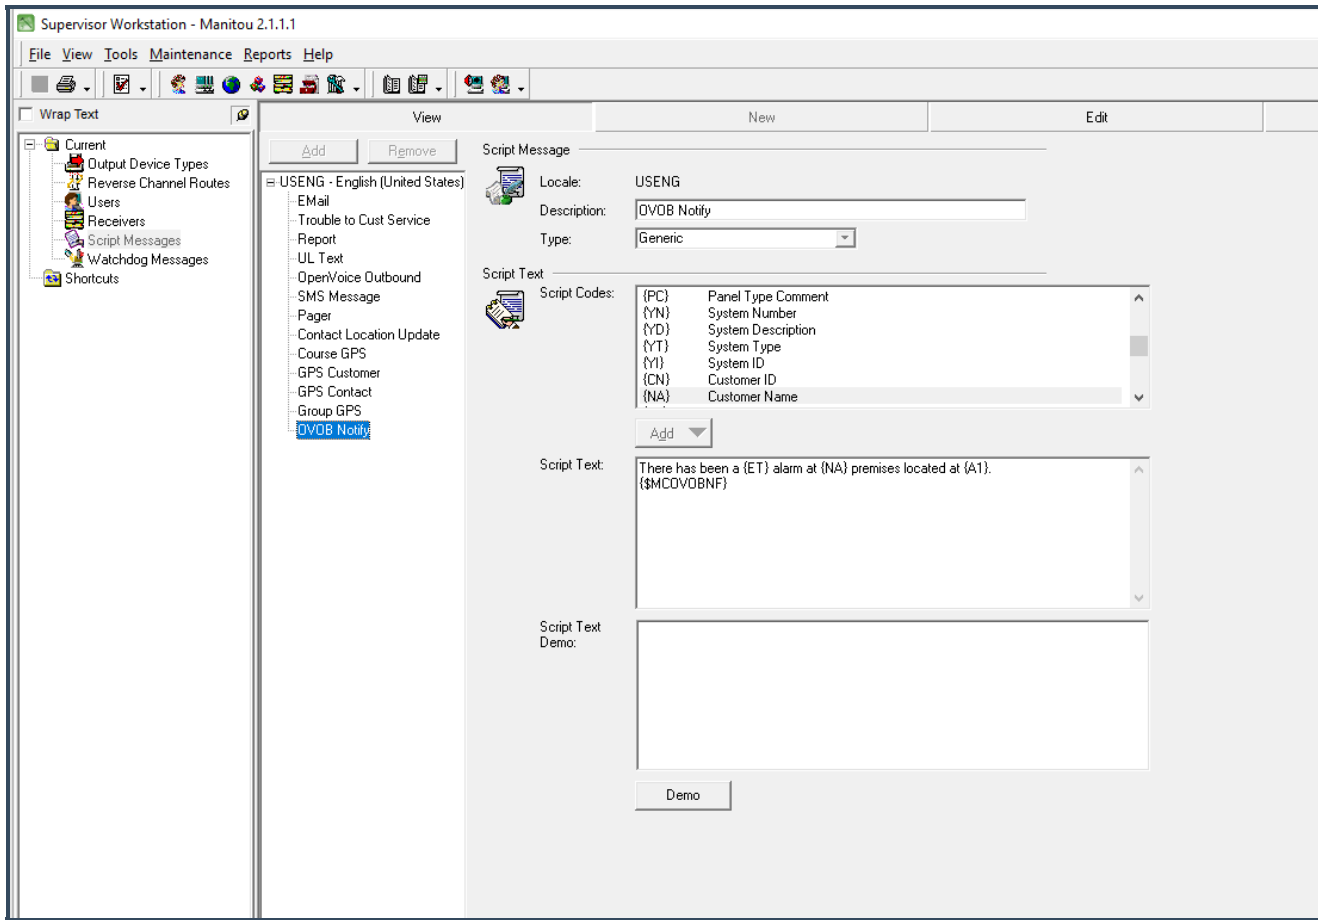 Supervisor Workstation - Manitou 2.1.1.1
File View Tools Maintenance Reports Help
Wrap Text
Current
Output Device Types
Reverse Channel Routes
Users
Receivers
Script Messages
Watchdog Messages
Shortcuts
View
New
Edit
Add
Remove
USENG - English (United States)
EMail
Trouble to Cust Service
Report
UL Text
OpenVoice Outbound
SMS Message
Pager
Contact Location Update
Course GPS
GPS Customer
GPS Contact
Group GPS
OVOB Notify
Script Message
Locale: USENG
Description: OVOB Notify
Type: Generic
Script Text
Script Codes:
{PC} Panel Type Comment
{YN} System Number
{YD} System Description
{YT} System Type
{YI} System ID
{CN} Customer ID
{NA} Customer Name
Add
Script Text:
There has been a {ET} alarm at {NA} premises located at {A1}.
{$MCOVOBNF}
Script Text
Demo:
Demo